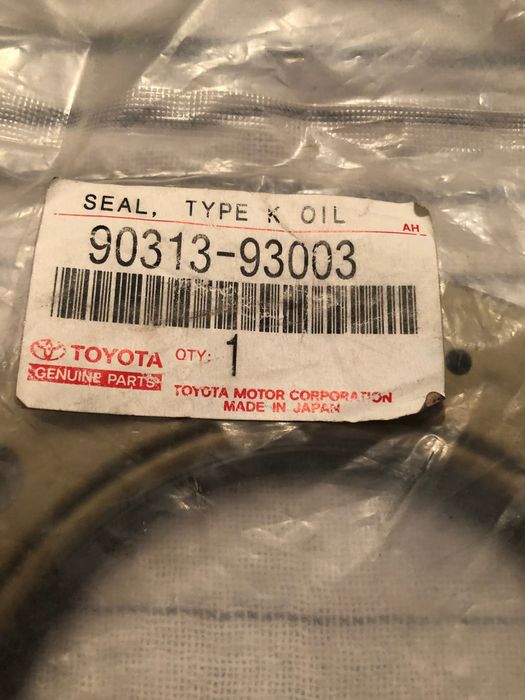 SEAL, TYPE K OIL
AH
90313-93003
TOYOTA QTY: 1
GENUINE PARTS
TOYOTA MOTOR CORPORATION
MADE IN JAPAN